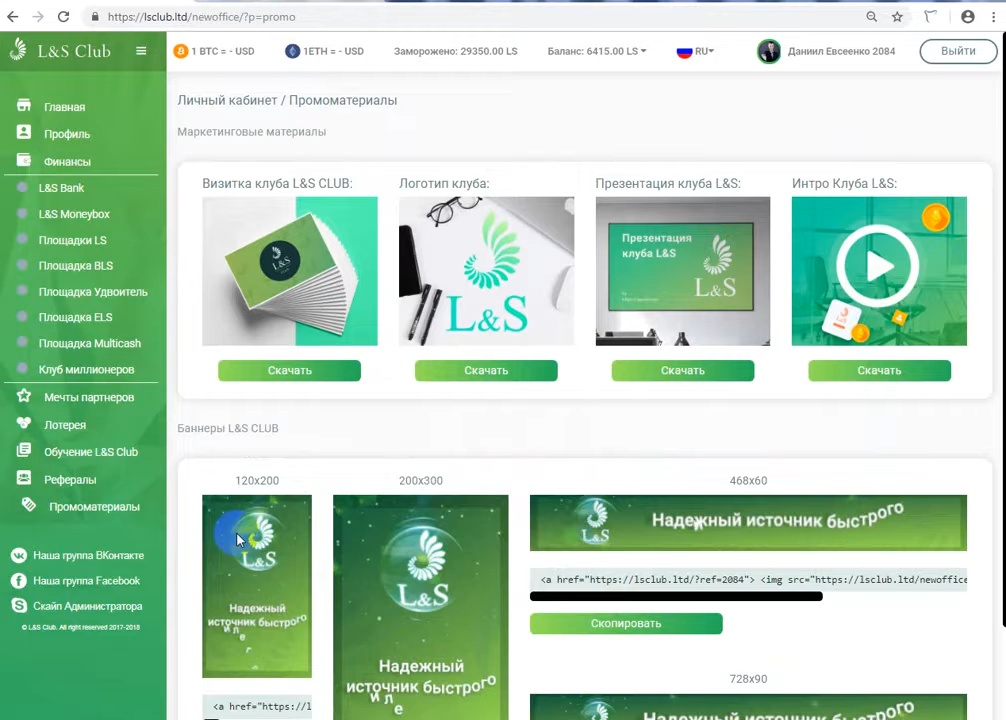 https://lsclub.ltd/newoffice/?p=promo
L&S Club
1 BTC = - USD
1ETH = - USD
Заморожено: 29350.00 LS
Баланс: 6415.00 LS
RU
Даниил Евсеенко 2084
Выйти
Главная
Профиль
Финансы
L&S Bank
L&S Moneybox
Площадки LS
Площадка BLS
Площадка Удвоитель
Площадка ELS
Площадка Multicash
Клуб миллионеров
Мечты партнеров
Лотерея
Обучение L&S Club
Рефералы
Промоматериалы
Наша группа ВКонтакте
Наша группа Facebook
Скайп Администратора
© L&S Club. All right reserved 2017-2018
Личный кабинет / Промоматериалы
Маркетинговые материалы
Визитка клуба L&S CLUB:
Логотип клуба:
Презентация клуба L&S:
Интро Клуба L&S:
L&S
L&S
Презентация
клуба L&S
L&S
Скачать
Скачать
Скачать
Скачать
Баннеры L&S CLUB
120x200
200x300
468x60
L&S
Надежный
источник быстрого
и л е
г
L&S
Надежный
источник быстрого
и л е
L&S
Надежный источник быстрого
<a href="https://l
<a href="https://lsclub.ltd/?ref=2084"> <img src="https://lsclub.ltd/newoffice
Скопировать
728x90
Надежный источник быстрого